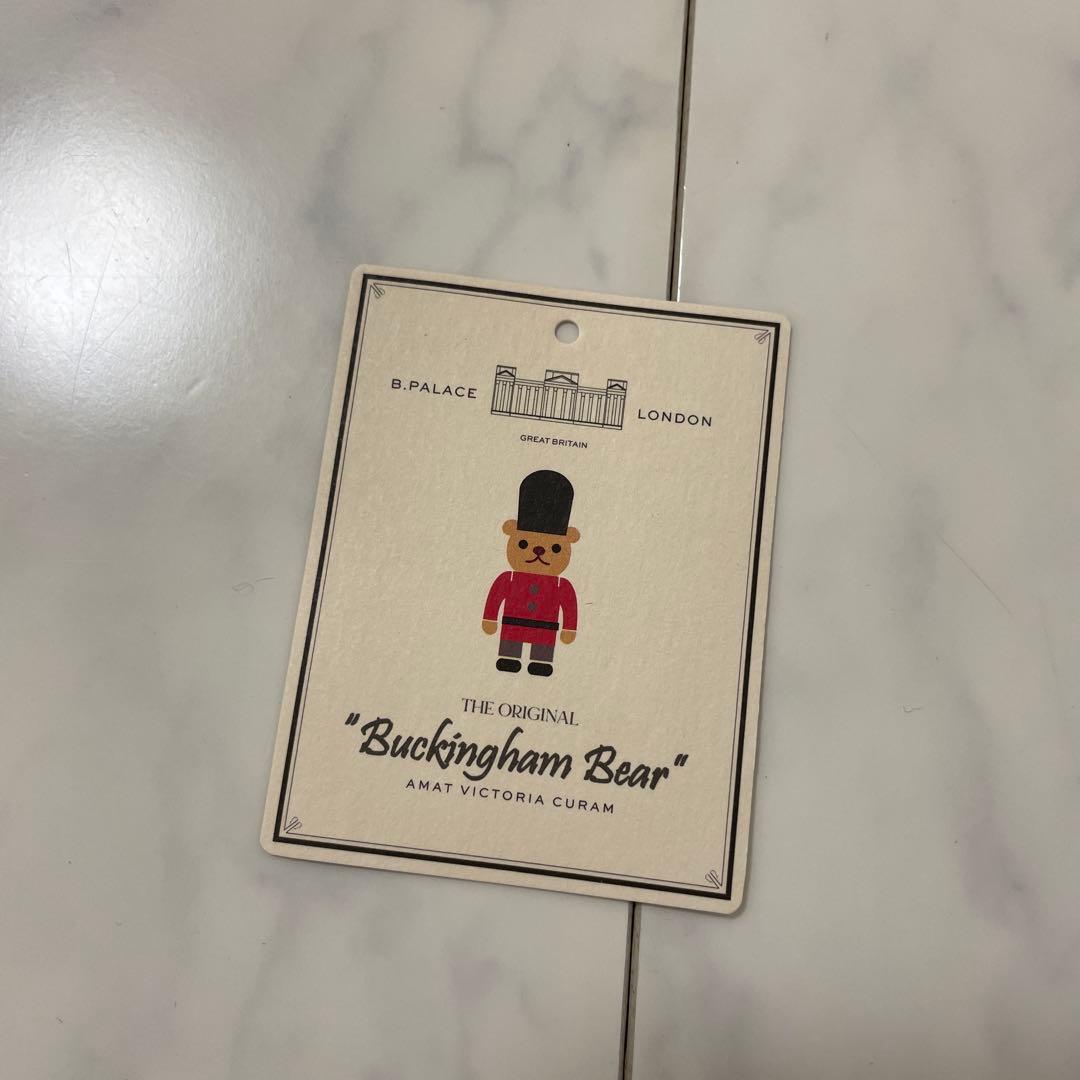 B.PALACE
LONDON
GREAT BRITAIN
THE ORIGINAL
"Buckingham Bear"
AMAT VICTORIA CURAM